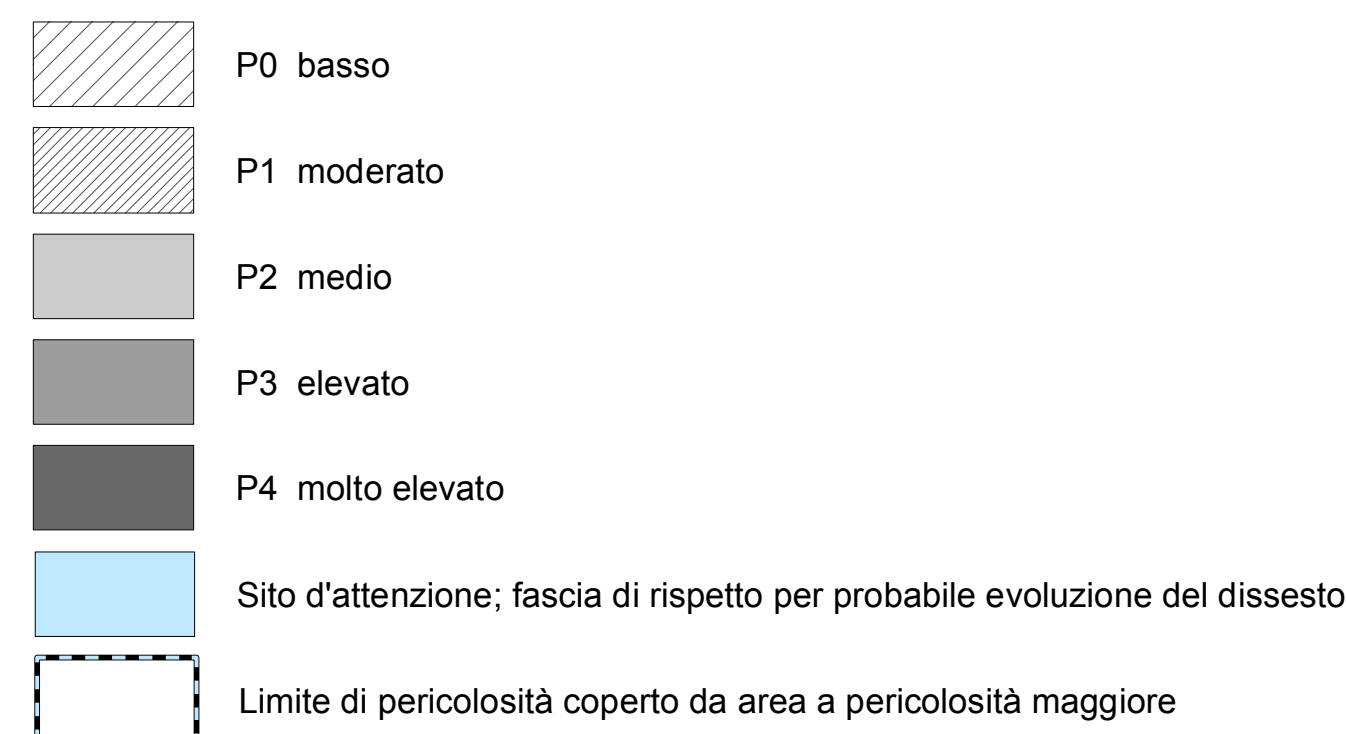 P0 basso
P1 moderato
P2 medio
P3 elevato
P4 molto elevato
Sito d'attenzione; fascia di rispetto per probabile evoluzione del dissesto
Limite di pericolosità coperto da area a pericolosità maggiore